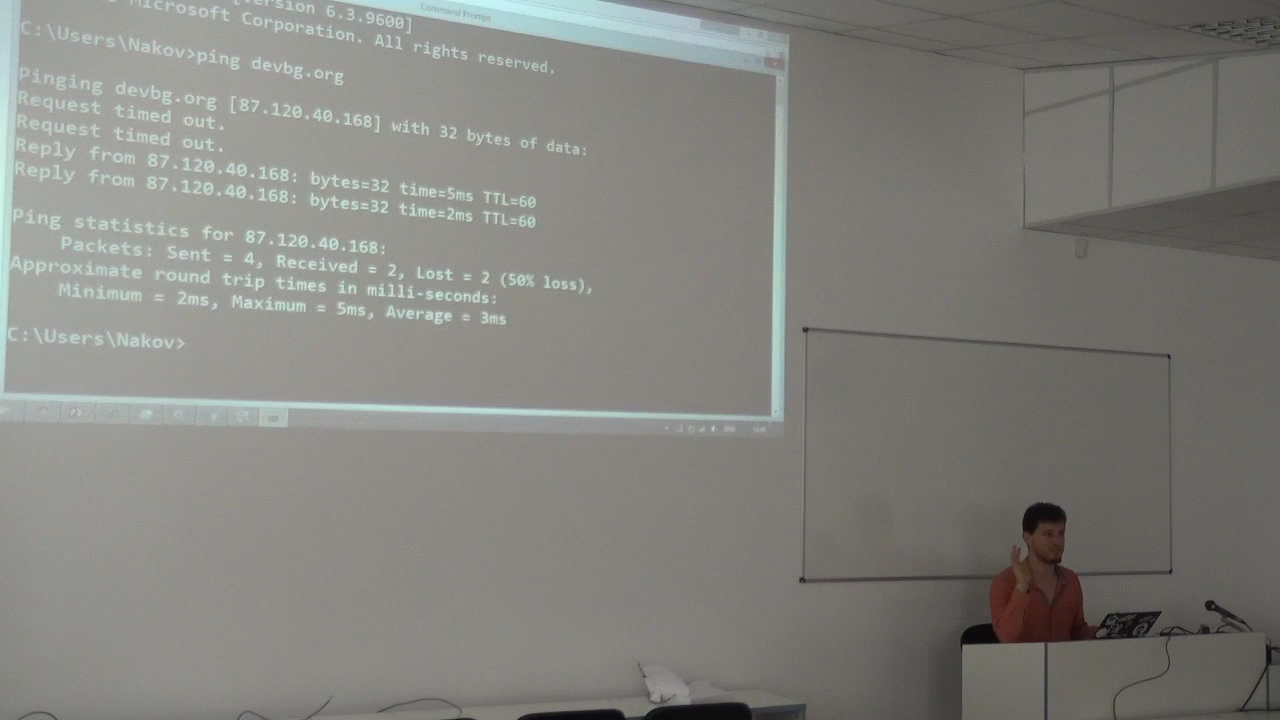 Command Prompt
ersion 6.3.9600]
Microsoft Corporation. All rights reserved.
C:\Users\Nakov>ping devbg.org
Pinging devbg.org [87.120.40.168] with 32 bytes of data:
Request timed out.
Request timed out.
Reply from 87.120.40.168: bytes=32 time=5ms TTL=60
Reply from 87.120.40.168: bytes=32 time=2ms TTL=60
Ping statistics for 87.120.40.168:
Packets: Sent = 4, Received = 2, Lost = 2 (50% loss),
Approximate round trip times in milli-seconds:
Minimum = 2ms, Maximum = 5ms, Average = 3ms
C:\Users\Nakov>